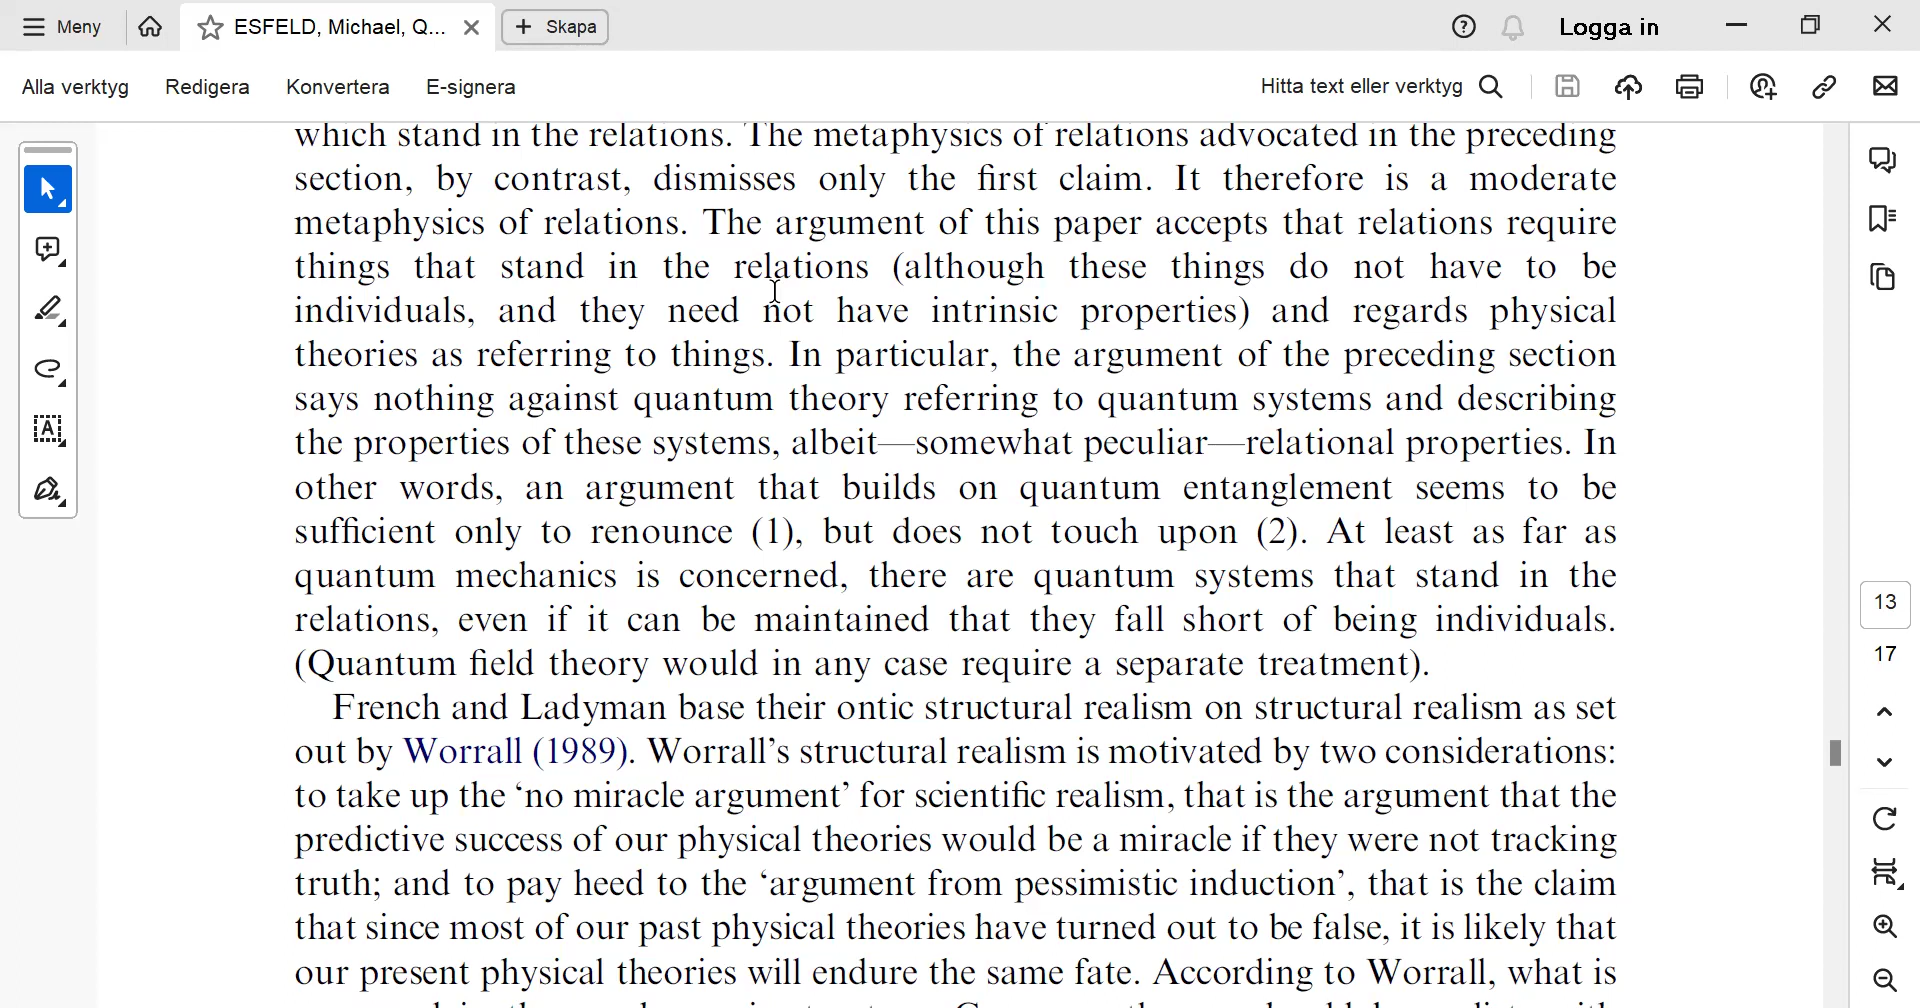 Meny
ESFELD, Michael, Q...
Skapa
Logga in
Alla verktyg
Redigera
Konvertera
E-signera
Hitta text eller verktyg
which stand in the relations. The metaphysics of relations advocated in the preceding
section, by contrast, dismisses only the first claim. It therefore is a moderate
metaphysics of relations. The argument of this paper accepts that relations require
things that stand in the relations (although these things do not have to be
individuals, and they need not have intrinsic properties) and regards physical
theories as referring to things. In particular, the argument of the preceding section
says nothing against quantum theory referring to quantum systems and describing
the properties of these systems, albeit—somewhat peculiar—relational properties. In
other words, an argument that builds on quantum entanglement seems to be
sufficient only to renounce (1), but does not touch upon (2). At least as far as
quantum mechanics is concerned, there are quantum systems that stand in the
relations, even if it can be maintained that they fall short of being individuals.
(Quantum field theory would in any case require a separate treatment).
French and Ladyman base their ontic structural realism on structural realism as set
out by Worrall (1989). Worrall’s structural realism is motivated by two considerations:
to take up the ‘no miracle argument’ for scientific realism, that is the argument that the
predictive success of our physical theories would be a miracle if they were not tracking
truth; and to pay heed to the ‘argument from pessimistic induction’, that is the claim
that since most of our past physical theories have turned out to be false, it is likely that
our present physical theories will endure the same fate. According to Worrall, what is
13
17